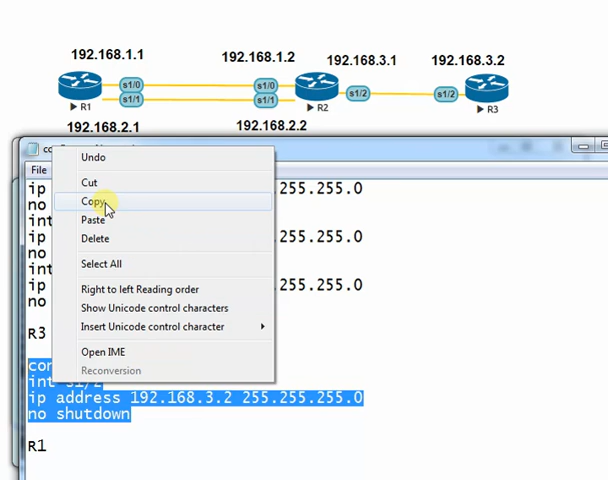 192.168.1.1 192.168.1.2 192.168.3.1 192.168.3.2
s1/0 s1/0
R1 s1/1 s1/1 R2 s1/2 s1/2 R3
192.168.2.1 192.168.2.2
File
Undo
Cut
Copy
Paste
Delete
Select All
Right to left Reading order
Show Unicode control characters
Insert Unicode control character
Open IME
Reconversion
ip .255.255.0
no
int
ip .255.255.0
no
int
ip .255.255.0
no
R3
int s1/2
ip address 192.168.3.2 255.255.255.0
no shutdown
R1